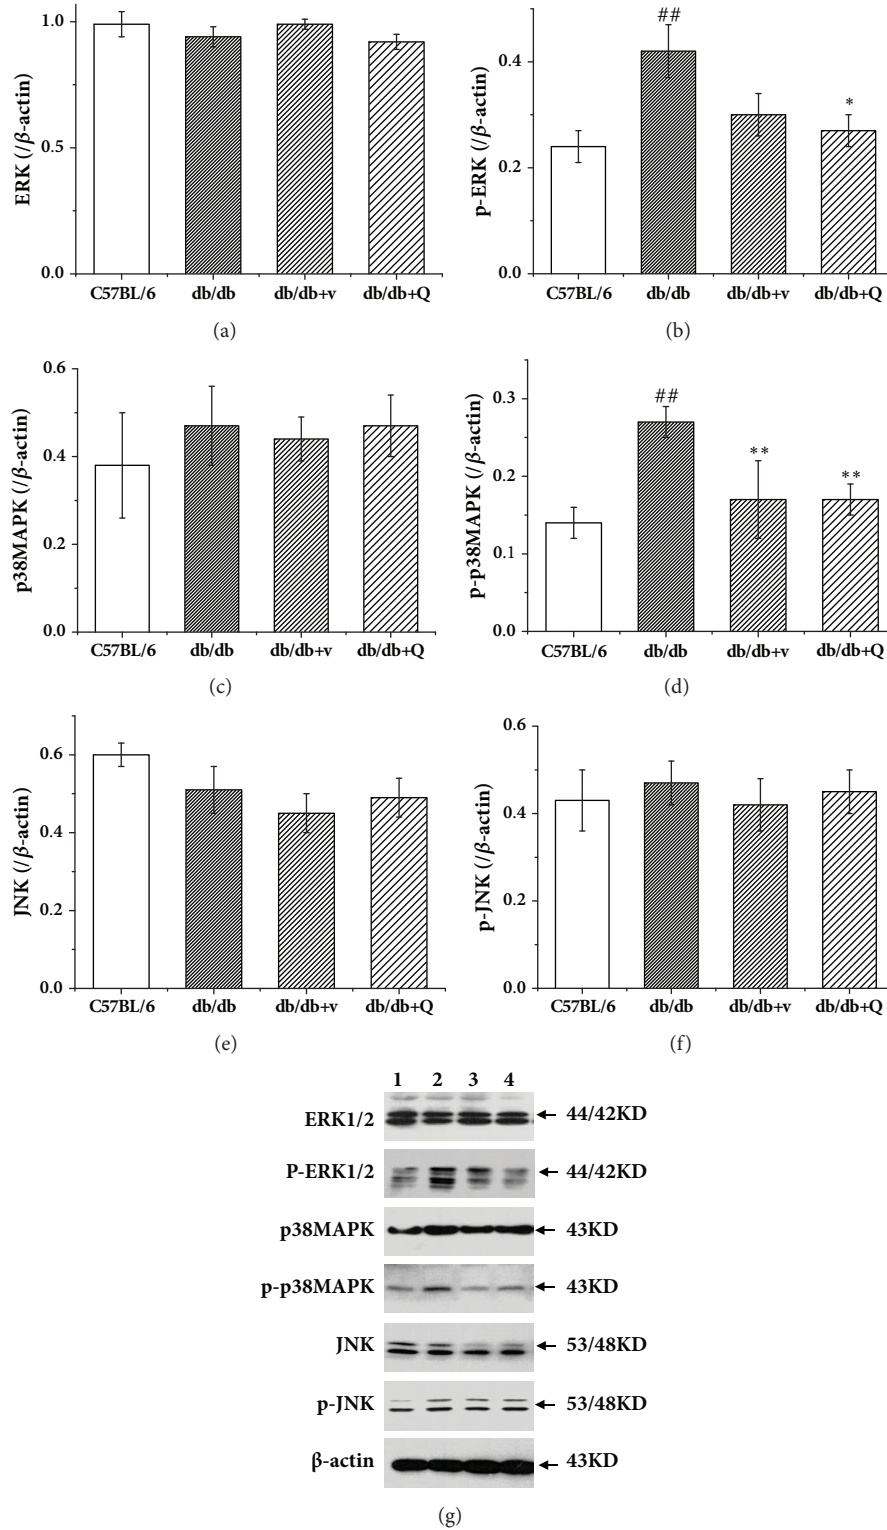 ERK (/β-actin)
1.0
0.5
0.0
C57BL/6 db/db db/db+v db/db+Q
(a)
p-ERK (/β-actin)
0.4
0.2
0.0
##
*
C57BL/6 db/db db/db+v db/db+Q
(b)
p38MAPK (/β-actin)
0.6
0.4
0.2
0.0
C57BL/6 db/db db/db+v db/db+Q
(c)
p-p38MAPK (/β-actin)
0.3
0.1
0.0
##
**
**
C57BL/6 db/db db/db+v db/db+Q
(d)
JNK (/β-actin)
0.6
0.4
0.2
0.0
C57BL/6 db/db db/db+v db/db+Q
(e)
p-JNK (/β-actin)
0.6
0.4
0.2
0.0
C57BL/6 db/db db/db+v db/db+Q
(f)
1 2 3 4
ERK1/2 44/42KD
P-ERK1/2 44/42KD
p38MAPK 43KD
p-p38MAPK 43KD
JNK 53/48KD
p-JNK 53/48KD
β-actin 43KD
(g)